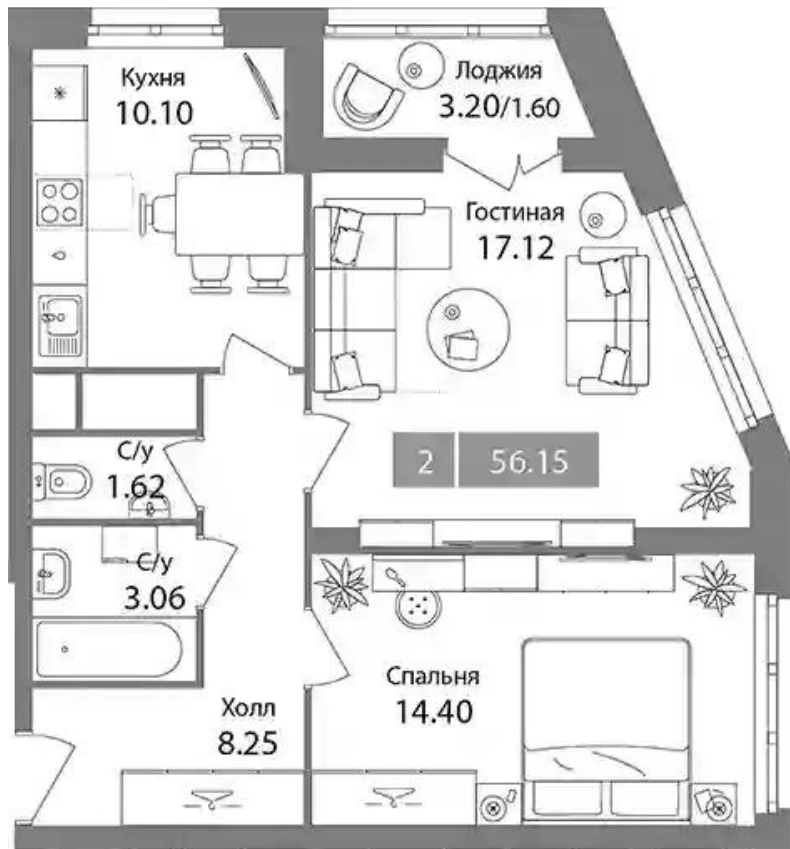 Кухня
10.10
Лоджия
3.20/1.60
Гостиная
17.12
2 56.15
С/у
1.62
С/у
3.06
Спальня
14.40
Холл
8.25